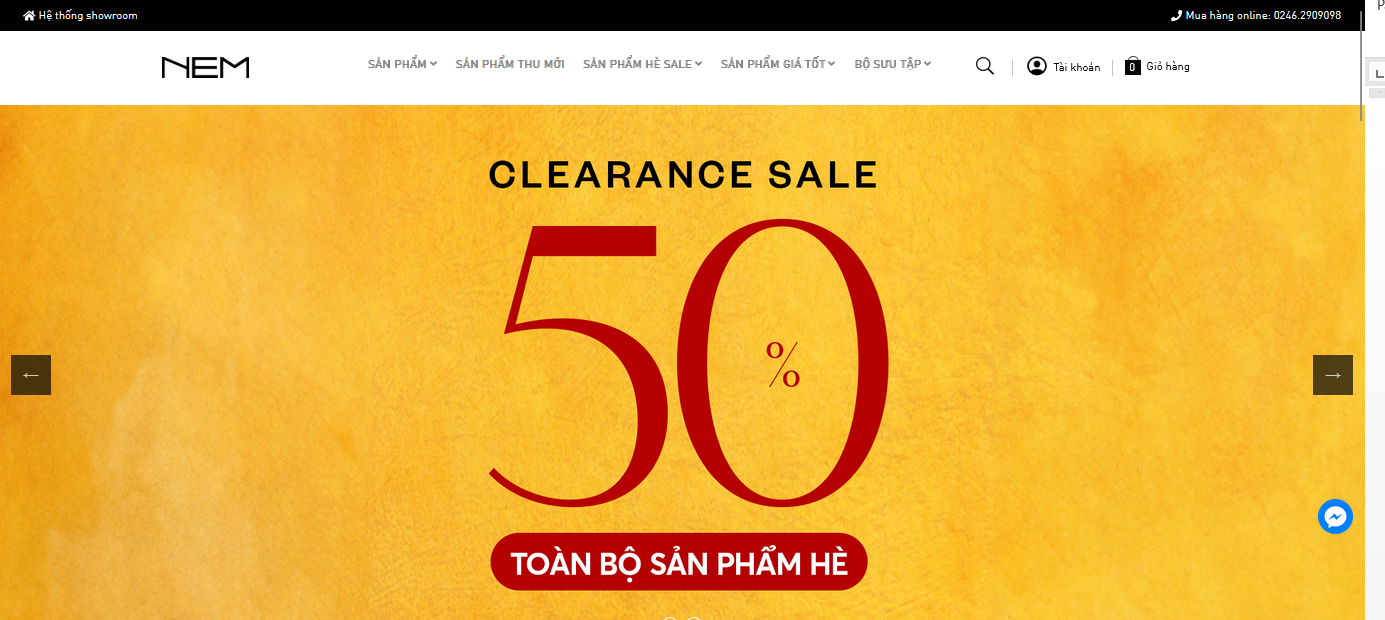 Hệ thống showroom
Mua hàng online: 0246.2909098
NEM
SẢN PHẨM
SẢN PHẨM THU MỚI
SẢN PHẨM HÈ SALE
SẢN PHẨM GIÁ TỐT
BỘ SƯU TẬP
Tài khoản
0
Giỏ hàng
CLEARANCE SALE
50
%
TOÀN BỘ SẢN PHẨM HÈ